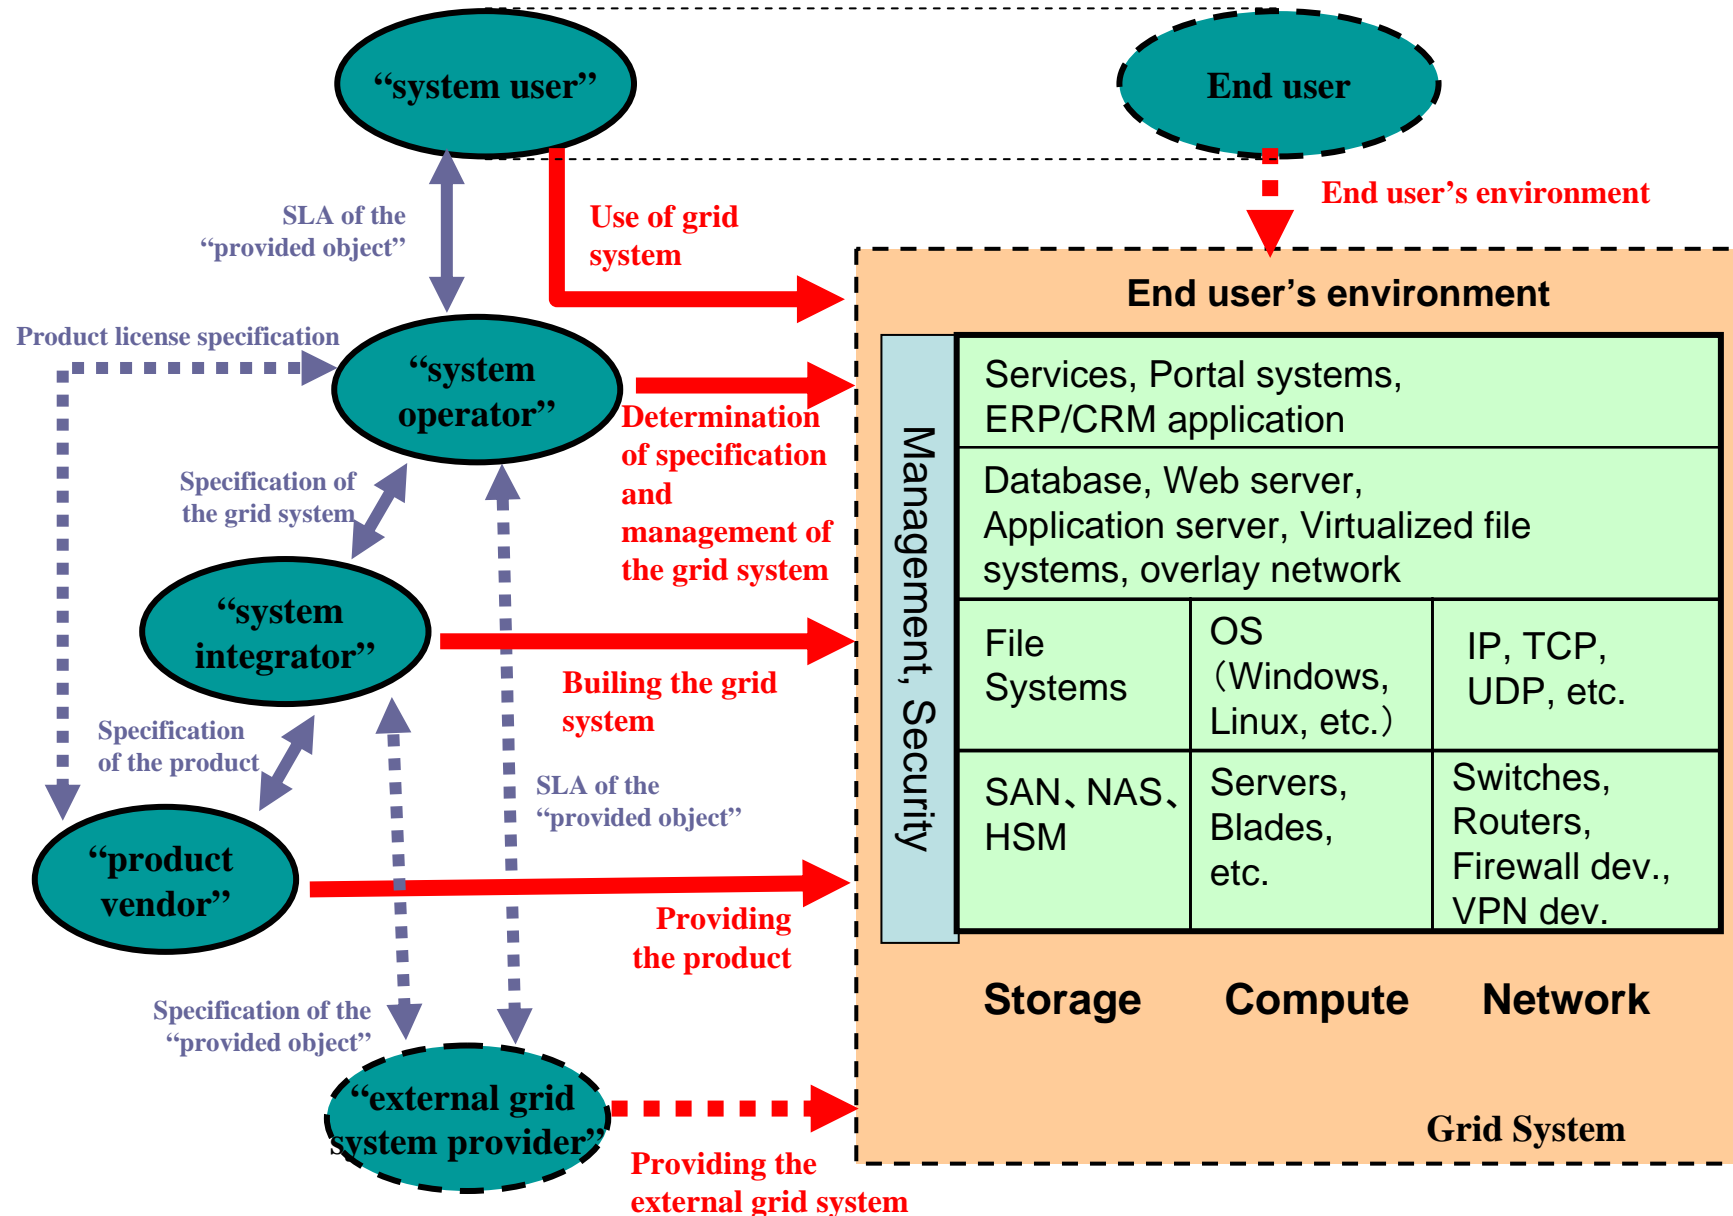 “system user”
End user
End user’s environment
SLA of the
“provided object”
Use of grid
system
End user’s environment
Product license specification
“system
operator”
Determination
of specification
and
management of
the grid system
Services, Portal systems,
ERP/CRM application
Management, Security
Database, Web server,
Application server, Virtualized file
systems, overlay network
Specification of
the grid system
“system
integrator”
Builing the grid
system
File
Systems
OS
（Windows,
Linux, etc.）
IP, TCP,
UDP, etc.
Specification
of the product
SLA of the
“provided object”
SAN、NAS、
HSM
Servers,
Blades,
etc.
Switches,
Routers,
Firewall dev.,
VPN dev.
“product
vendor”
Providing
the product
Storage
Compute
Network
Specification of the
“provided object”
“external grid
system provider”
Providing the
external grid system
Grid System